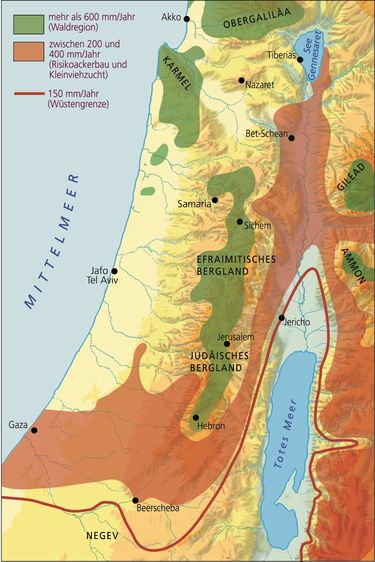 mehr als 600 mm/Jahr
(Waldregion)
zwischen 200 und
400 mm/Jahr
(Risikoackerbau und
Kleinviehzucht)
150 mm/Jahr
(Wüstengrenze)
Akko
OBERGALILÄA
See
Gennesaret
Tiberias
KARMEL
Nazaret
Bet-Schean
GILEAD
Samaria
Sichem
MITTELMEER
EFRAIMITISCHES
BERGLAND
AMMON
Jafo
Tel Aviv
Jericho
Jerusalem
JUDÄISCHES
BERGLAND
Totes Meer
Hebron
Gaza
Beerscheba
NEGEV